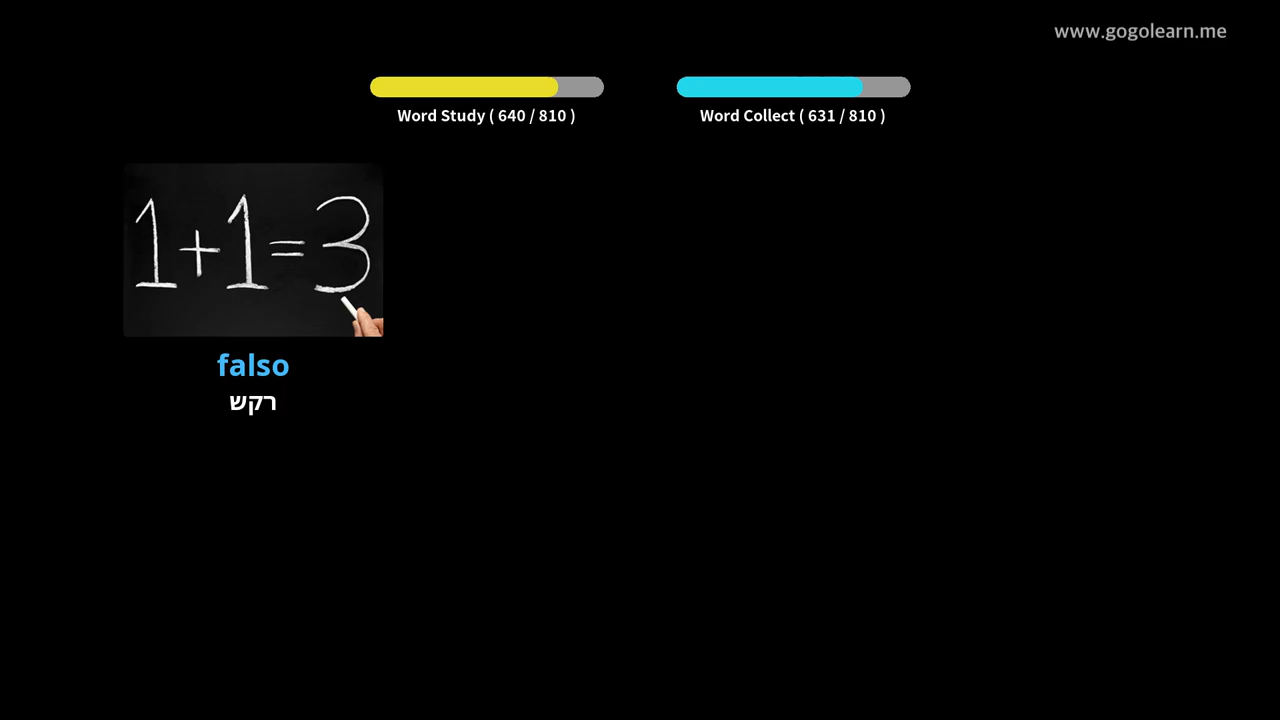 www.gogolearn.me
Word Study ( 640 / 810 )
Word Collect ( 631 / 810 )
1+1=3
falso
רקש